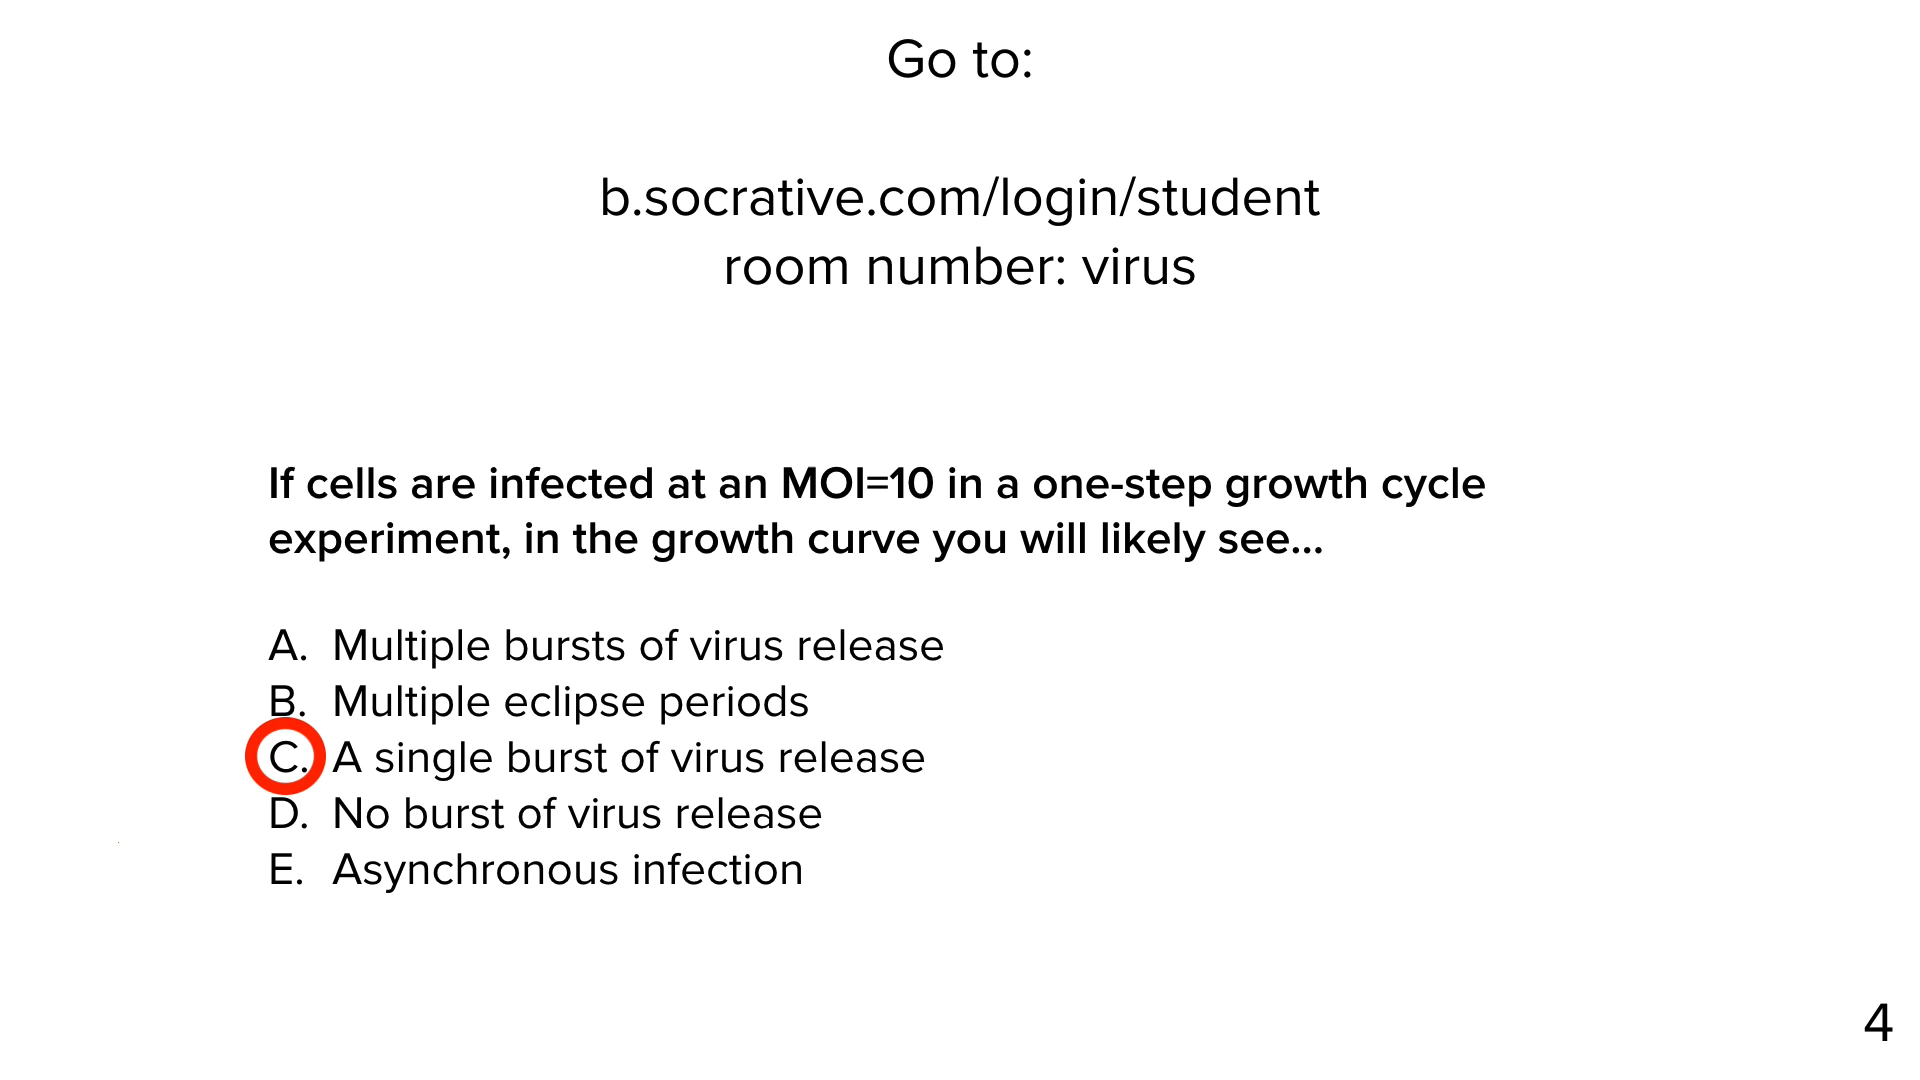 Go to:
b.socrative.com/login/student
room number: virus
If cells are infected at an MOI=10 in a one-step growth cycle
experiment, in the growth curve you will likely see...
A. Multiple bursts of virus release
B. Multiple eclipse periods
C. A single burst of virus release
D. No burst of virus release
E. Asynchronous infection
4